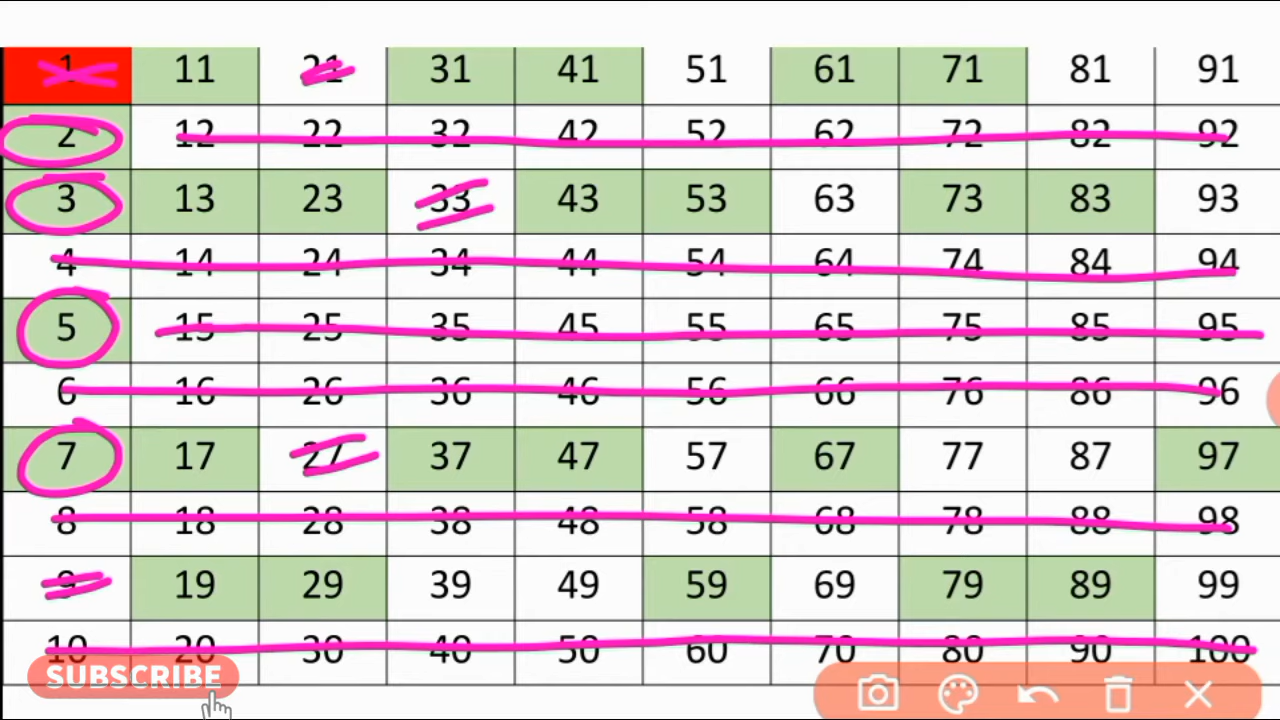 1 11 21 31 41 51 61 71 81 91
2 12 22 32 42 52 62 72 82 92
3 13 23 33 43 53 63 73 83 93
4 14 24 34 44 54 64 74 84 94
5 15 25 35 45 55 65 75 85 95
6 16 26 36 46 56 66 76 86 96
7 17 27 37 47 57 67 77 87 97
8 18 28 38 48 58 68 78 88 98
9 19 29 39 49 59 69 79 89 99
10 20 30 40 50 60 70 80 90 100
SUBSCRIBE